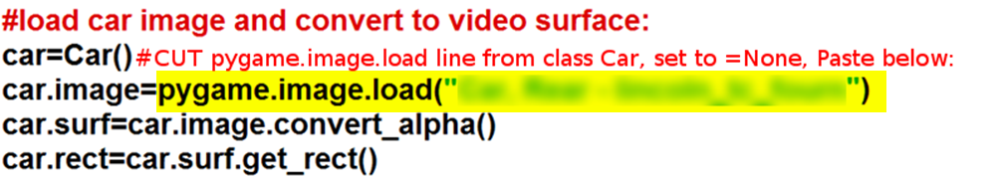 #load car image and convert to video surface:
car=Car()#CUT pygame.image.load line from class Car, set to =None, Paste below:
car.image=pygame.image.load("")
car.surf=car.image.convert_alpha()
car.rect=car.surf.get_rect()